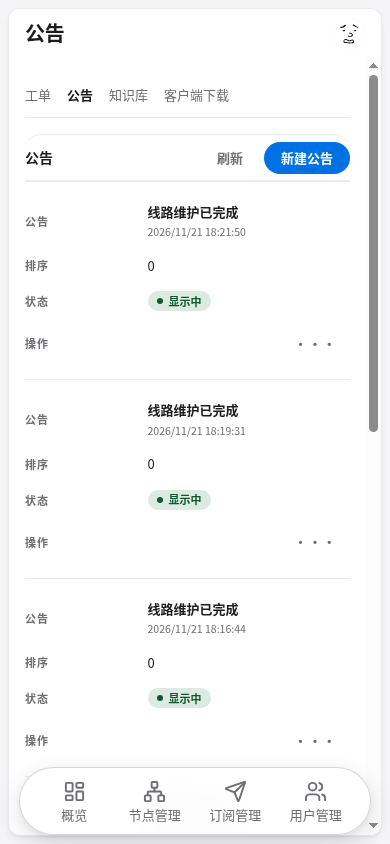 公告
工单 公告 知识库 客户端下载
公告 刷新 新建公告
公告 线路维护已完成
2026/11/21 18:21:50
排序 0
状态 显示中
操作
公告 线路维护已完成
2026/11/21 18:19:31
排序 0
状态 显示中
操作
公告 线路维护已完成
2026/11/21 18:16:44
排序 0
状态 显示中
操作
概览 节点管理 订阅管理 用户管理